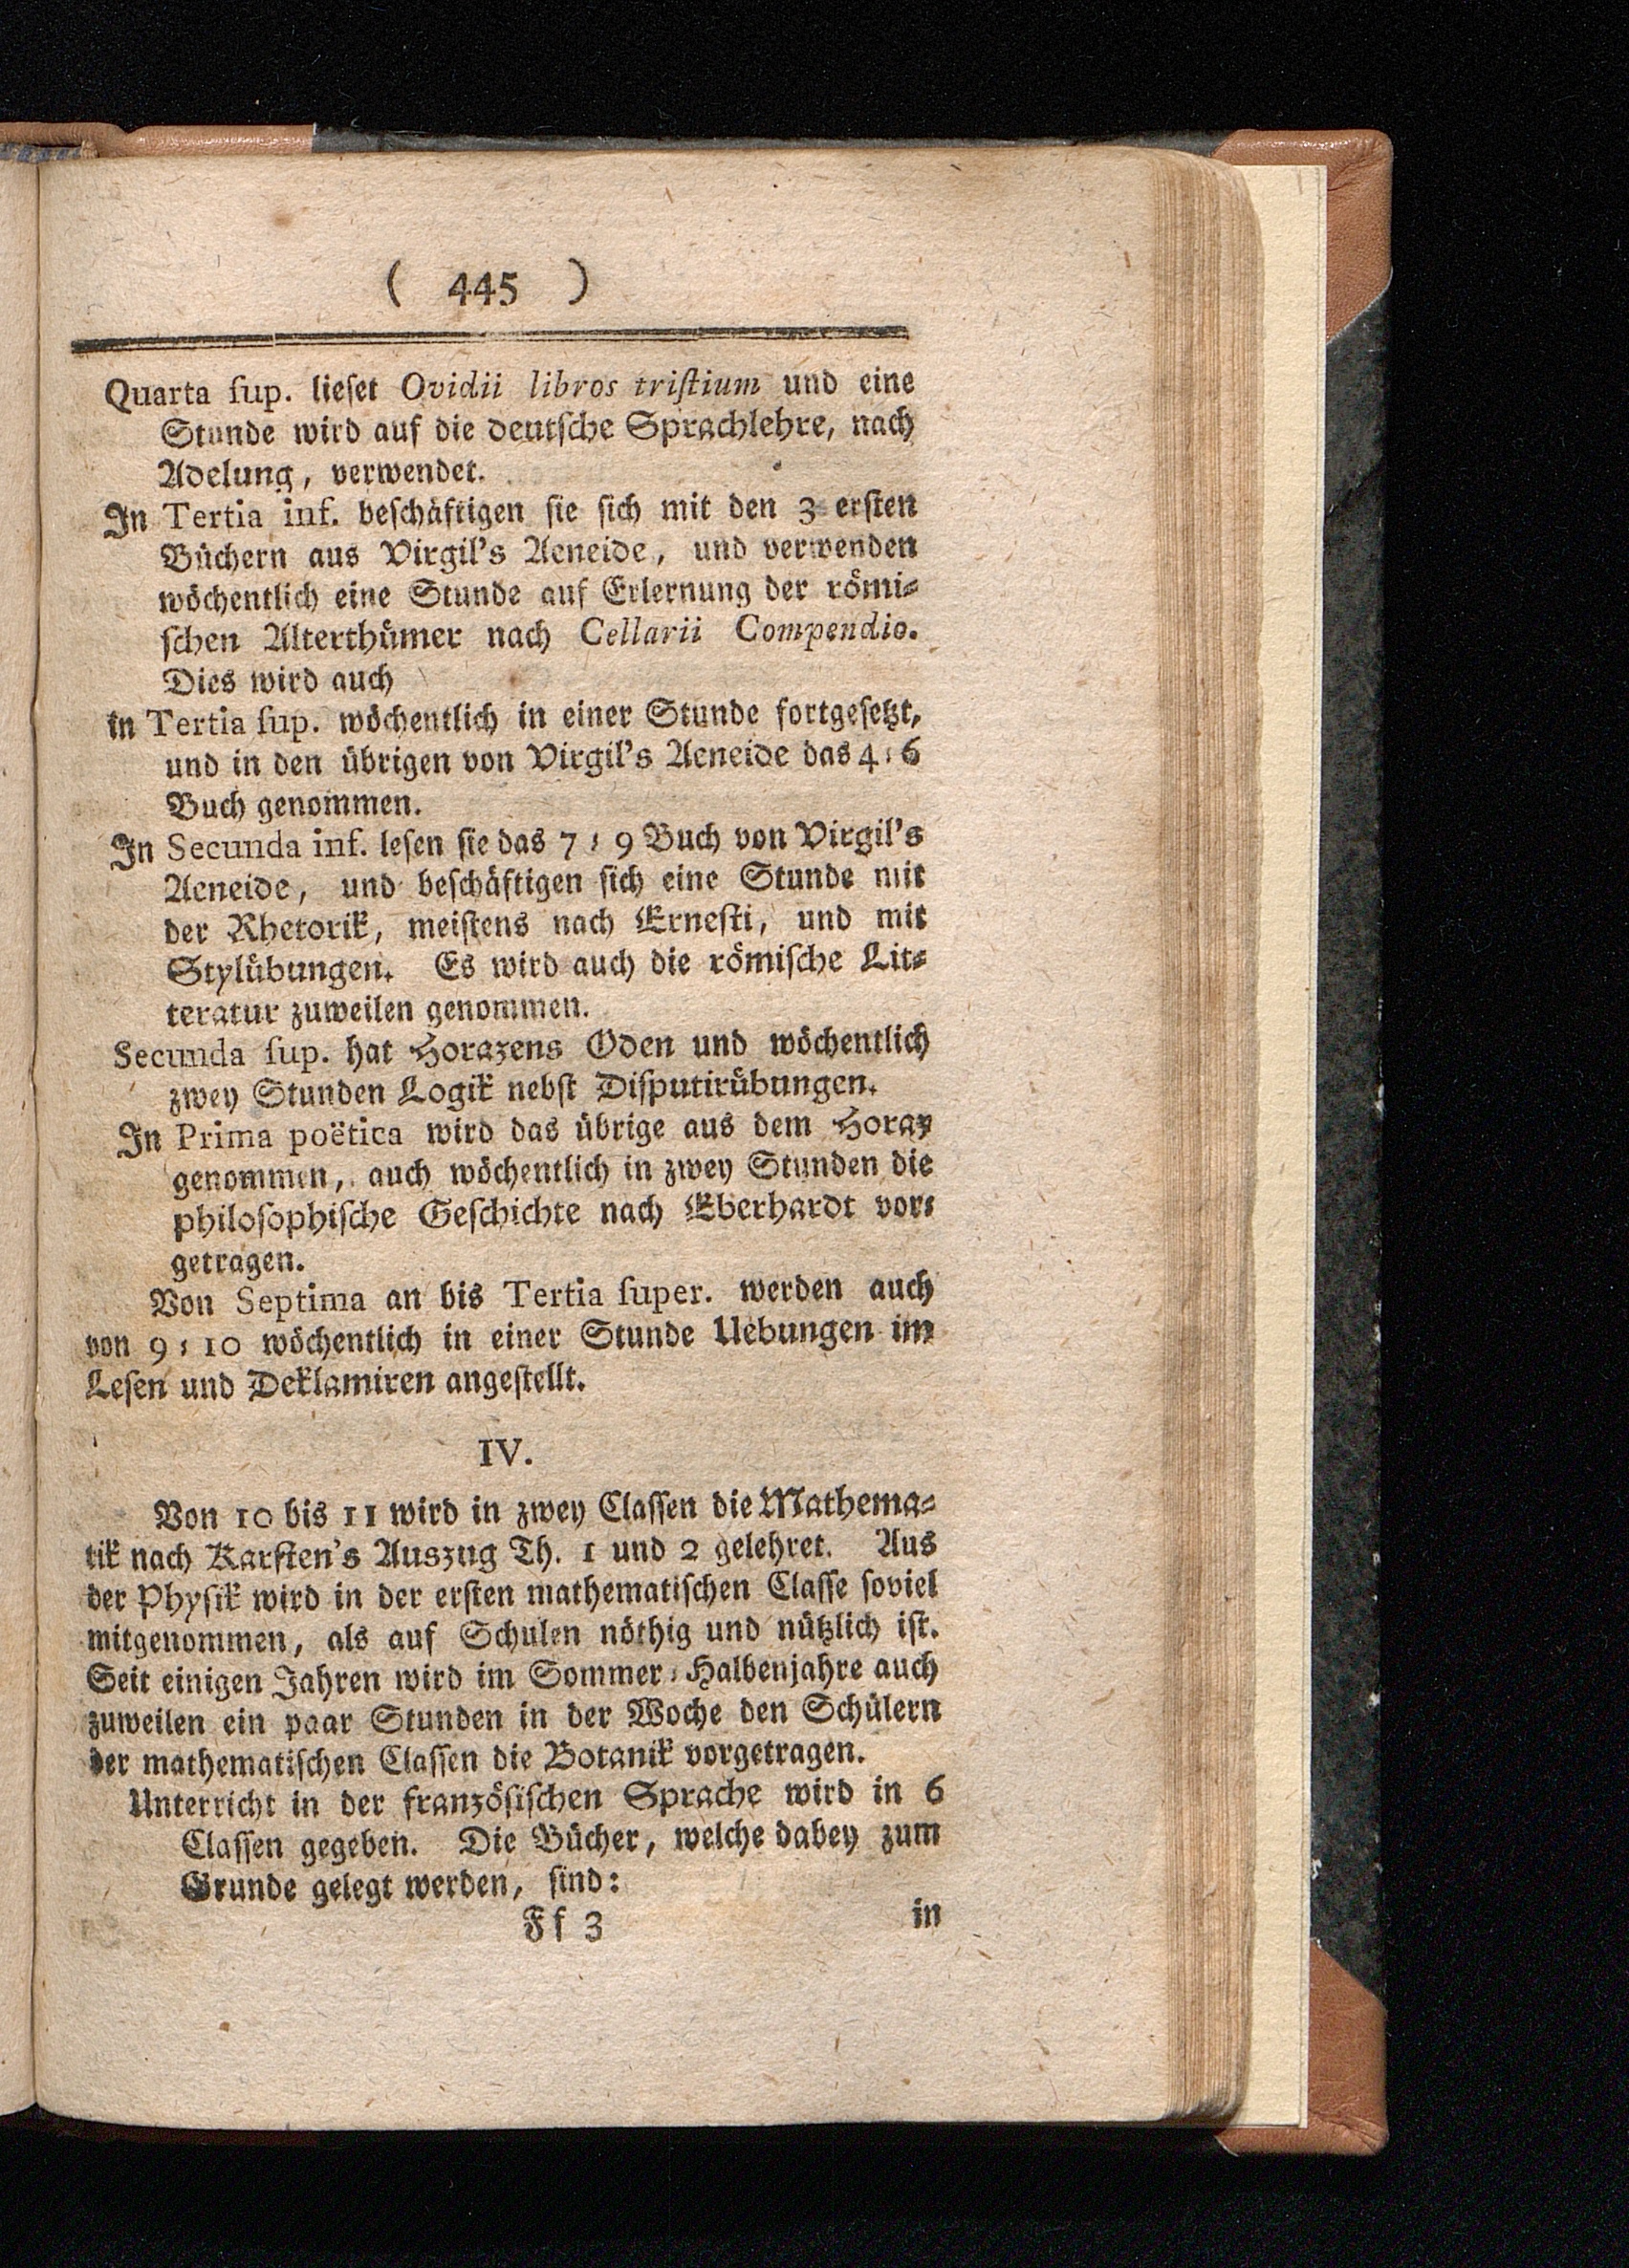 ( 445 )
Quarta ſup. lieſet Ovidii libros triſtium und eine
Stunde wird auf die deutſche Sprachlehre, nach
Adelung, verwendet.
In Tertia inf. beſchäftigen ſie ſich mit den 3 erſten
Büchern aus Virgil's Aeneide, und verwenden
wöchentlich eine Stunde auf Erlernung der römi⸗
ſchen Alterthümer nach Cellarii Compendio.
Dies wird auch
in Tertia ſup. wöchentlich in einer Stunde fortgeſetzt,
und in den übrigen von Virgil's Aeneide das 4⸗6
Buch genommen.
In Secunda inf. leſen ſie das 7⸗9 Buch von Virgil's
Aeneide, und beſchäftigen ſich eine Stunde mit
der Rhetorik, meiſtens nach Erneſti, und mit
Stylübungen. Es wird auch die römiſche Lit⸗
teratur zuweilen genommen.
Secunda ſup. hat Horazens Oden und wöchentlich
zwey Stunden Logik nebſt Diſputirübungen.
In Prima poëtica wird das übrige aus dem Horaz
genommen, auch wöchentlich in zwey Stunden die
philoſophiſche Geſchichte nach Eberhardt vor⸗
getragen.
Von Septima an bis Tertia ſuper. werden auch
von 9⸗10 wöchentlich in einer Stunde Uebungen im
Leſen und Deklamiren angeſtellt.
IV.
Von 10 bis 11 wird in zwey Claſſen die Mathema⸗
tik nach Karſten's Auszug Th. 1 und 2 gelehret. Aus
der Phyſik wird in der erſten mathematiſchen Claſſe ſoviel
mitgenommen, als auf Schulen nöthig und nützlich iſt.
Seit einigen Jahren wird im Sommer⸗Halbenjahre auch
zuweilen ein paar Stunden in der Woche den Schülern
der mathematiſchen Claſſen die Botanik vorgetragen.
Unterricht in der franzöſiſchen Sprache wird in 6
Claſſen gegeben. Die Bücher, welche dabey zum
Grunde gelegt werden, ſind:
Ff 3
in